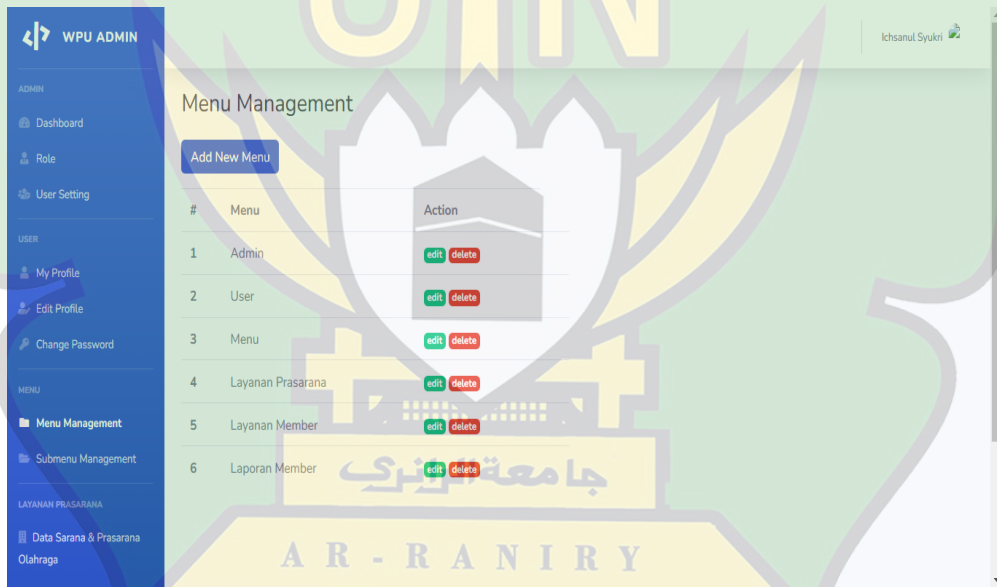 UIN
WPU ADMIN
Ichsanul Syukri
ADMIN
Dashboard
Role
User Setting
USER
My Profile
Edit Profile
Change Password
MENU
Menu Management
Submenu Management
LAYANAN PRASARANA
Data Sarana & Prasarana
Olahraga
Menu Management
Add New Menu
# Menu Action
1 Admin edit delete
2 User edit delete
3 Menu edit delete
4 Layanan Prasarana edit delete
5 Layanan Member edit delete
6 Laporan Member edit delete
جامعة الرانري
AR-RANIRY